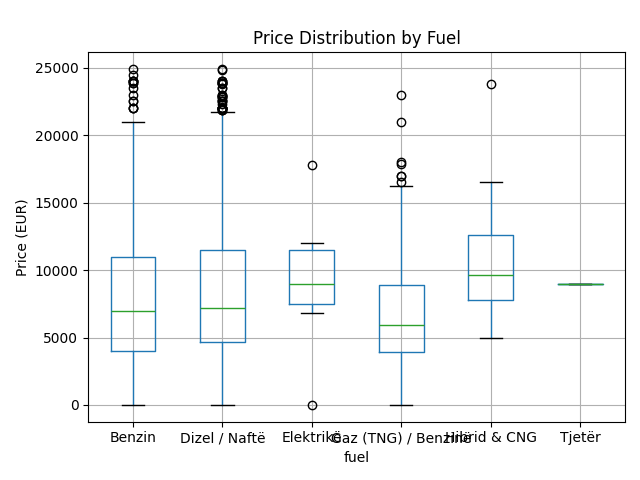 Price Distribution by Fuel
Price (EUR)
25000
20000
15000
10000
5000
0
Benzin
Dizel / Naftë
Elektrikë
Gaz (TNG) / Benzinë
Hibrid & CNG
Tjetër
fuel